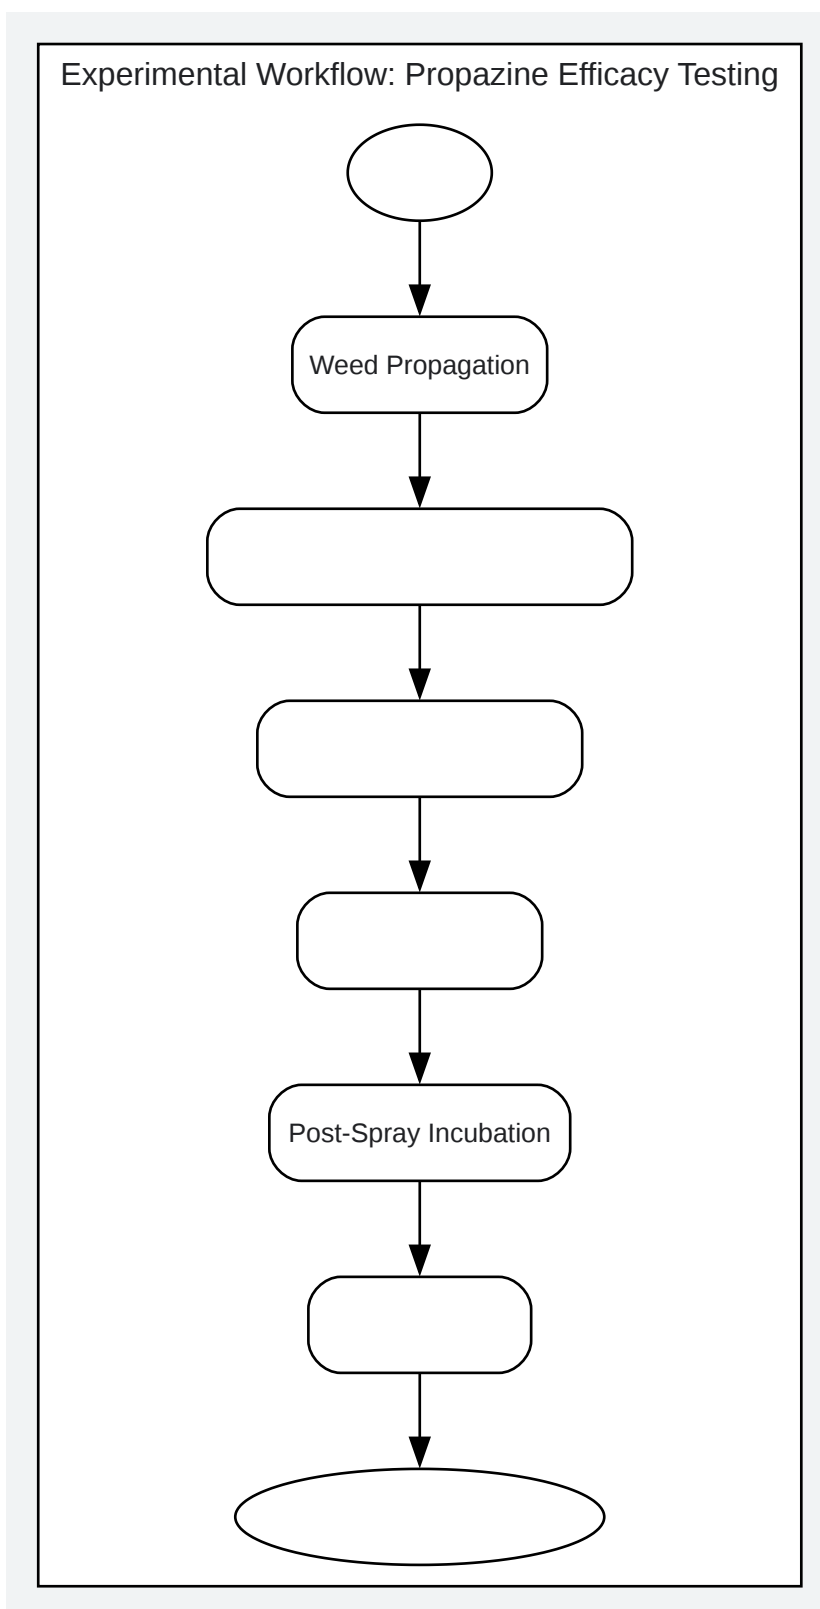 Experimental Workflow: Propazine Efficacy Testing
Weed Propagation
Post-Spray Incubation